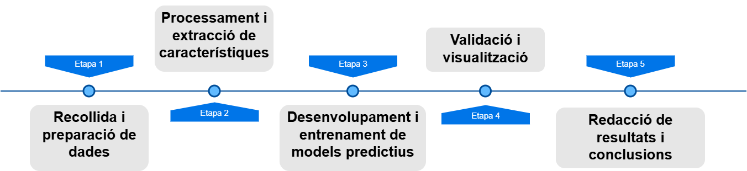 Etapa 1
Recollida i
preparació de
dades
Processament i
extracció de
característiques
Etapa 2
Etapa 3
Desenvolupament i
entrenament de
models predictius
Validació i
visualització
Etapa 4
Etapa 5
Redacció de
resultats i
conclusions